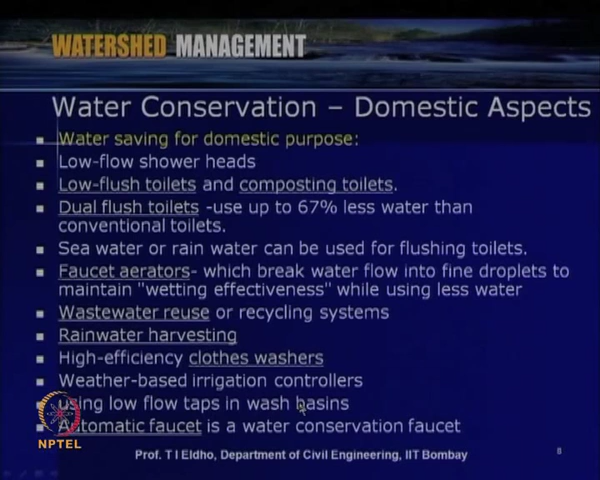 WATERSHED MANAGEMENT
Water Conservation – Domestic Aspects
Water saving for domestic purpose:
Low-flow shower heads
Low-flush toilets and composting toilets.
Dual flush toilets -use up to 67% less water than
conventional toilets.
Sea water or rain water can be used for flushing toilets.
Faucet aerators- which break water flow into fine droplets to
maintain "wetting effectiveness" while using less water
Wastewater reuse or recycling systems
Rainwater harvesting
High-efficiency clothes washers
Weather-based irrigation controllers
using low flow taps in wash basins
Automatic faucet is a water conservation faucet
NPTEL
Prof. T I Eldho, Department of Civil Engineering, IIT Bombay
8